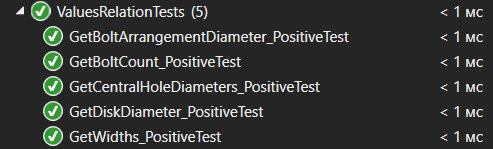 ValuesRelationTests (5) < 1 мс
GetBoltArrangementDiameter_PositiveTest < 1 мс
GetBoltCount_PositiveTest < 1 мс
GetCentralHoleDiameters_PositiveTest < 1 мс
GetDiskDiameter_PositiveTest < 1 мс
GetWidths_PositiveTest < 1 мс